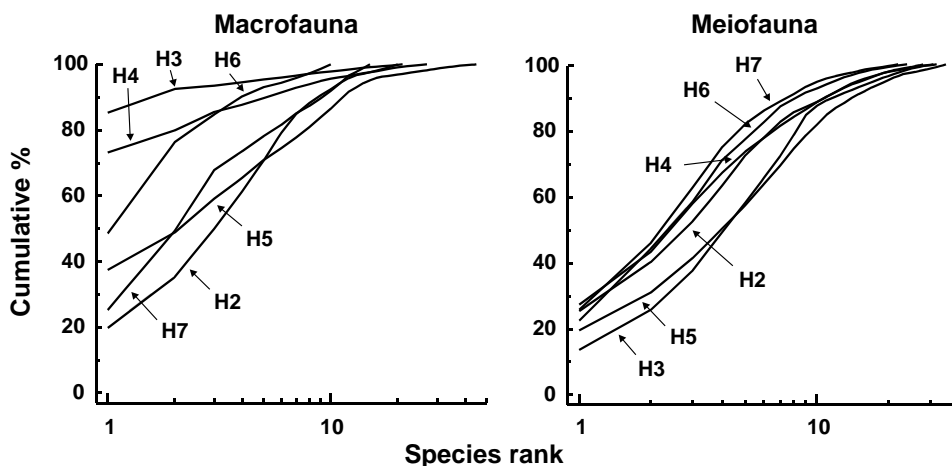 Macrofauna
Meiofauna
Cumulative %
100
80
60
40
20
0
H3
H4
H6
H5
H2
H7
1
10
100
80
60
40
20
0
H7
H6
H4
H2
H5
H3
1
10
Species rank